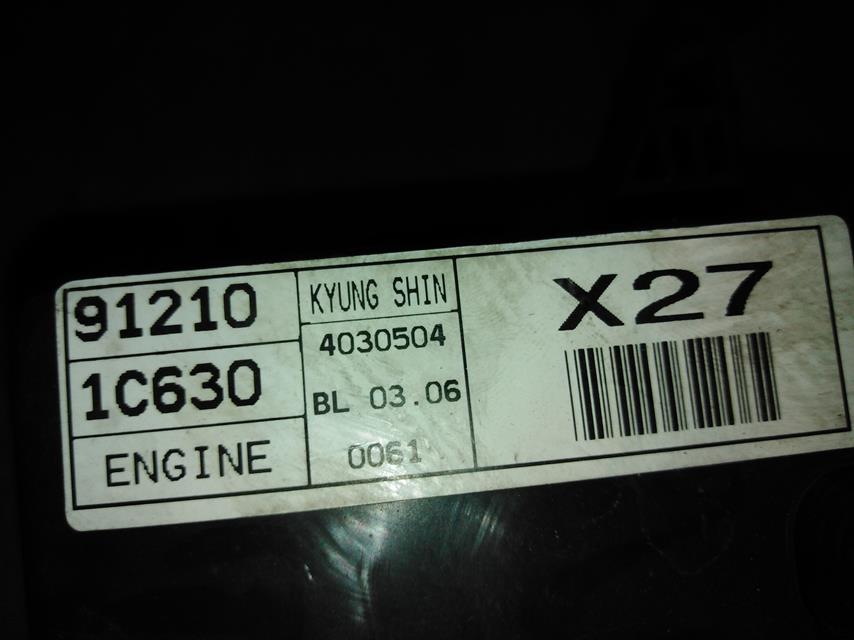 91210
1C630
ENGINE
KYUNG SHIN
4030504
BL 03.06
0061
X27